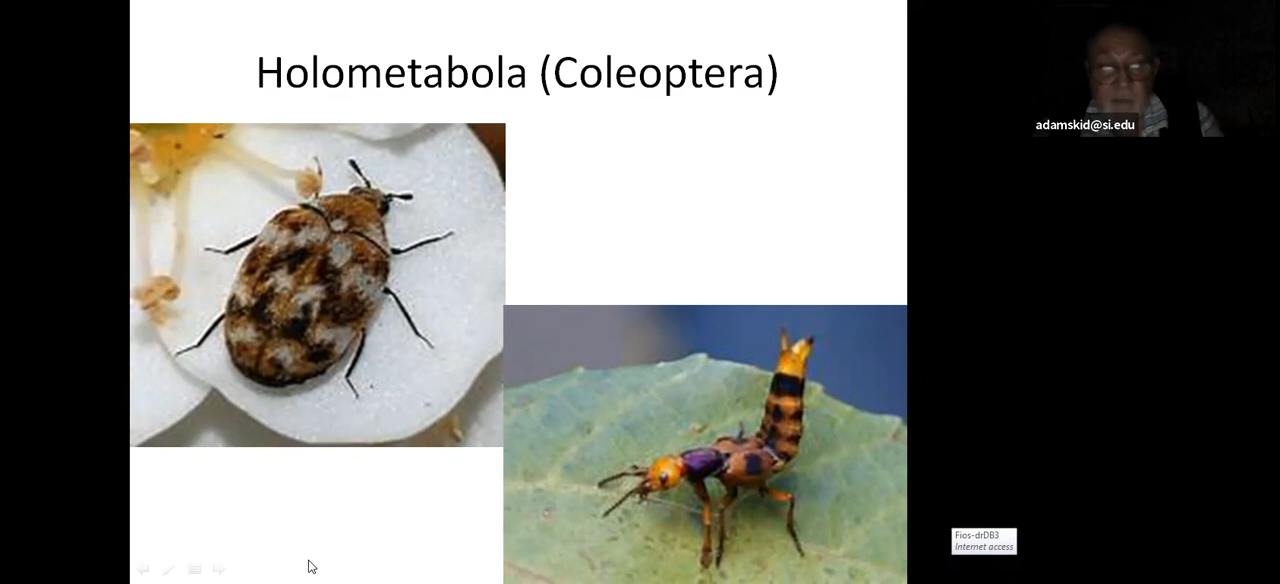 Holometabola (Coleoptera)
adamskid@si.edu
Fios-drDB3
Internet access